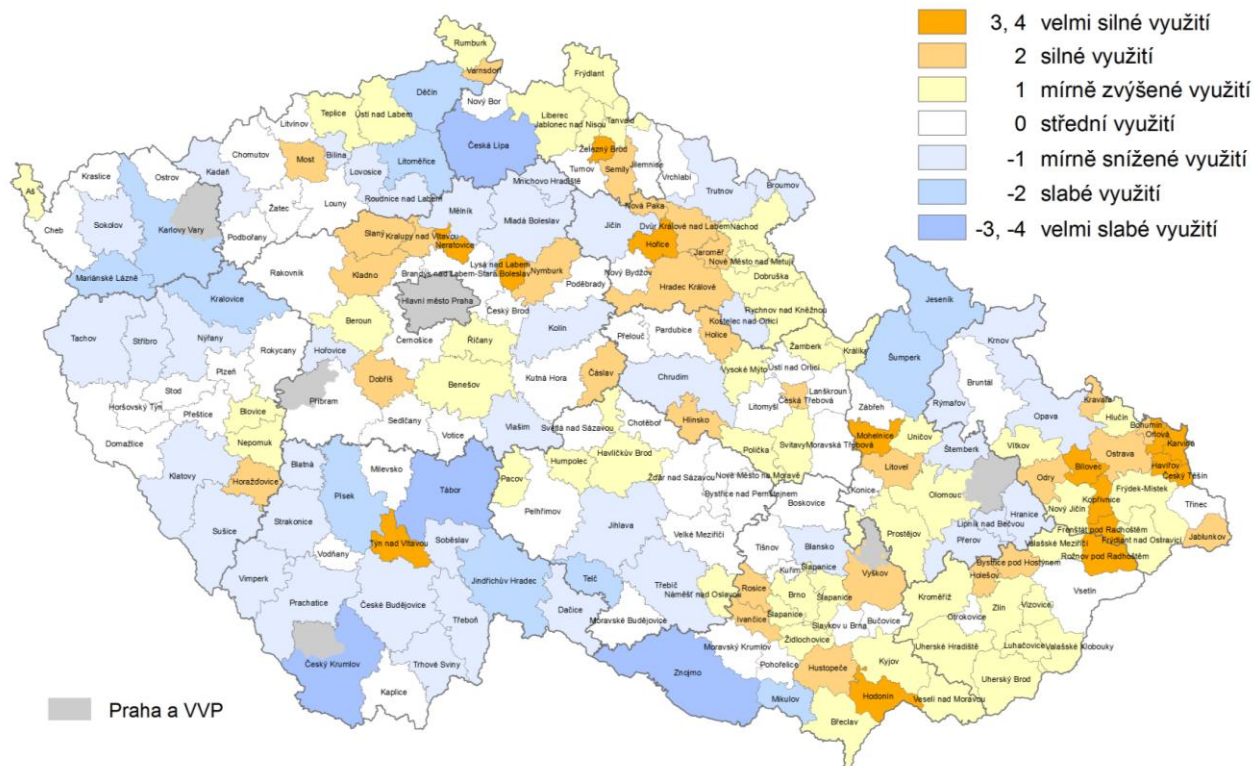 3, 4 velmi silné využití
2 silné využití
1 mírně zvýšené využití
0 střední využití
-1 mírně snížené využití
-2 slabé využití
-3, -4 velmi slabé využití
Rumburk
Varnsdorf
Děčín
Nový Bor
Frýdlant
Teplice
Ústí nad Labem
Liberec
Jablonec nad Nisou
Tanvald
Litvínov
Česká Lípa
Železný Brod
Chomutov
Most
Bílina
Litoměřice
Turnov
Semily
Jilemnice
Vrchlabí
Kraslice
Ostrov
Kadaň
Lovosice
Mnichovo Hradiště
Trutnov
Broumov
Aš
Žatec
Louny
Roudnice nad Labem
Nová Paka
Cheb
Sokolov
Karlovy Vary
Podbořany
Mělník
Mladá Boleslav
Jičín
Dvůr Králové nad Labem
Náchod
Slaný
Kralupy nad Vltavou
Neratovice
Hořice
Jaroměř
Nové Město nad Metují
Mariánské Lázně
Rakovník
Kladno
Lysá nad Labem
Brandýs nad Labem-Stará Boleslav
Nymburk
Nový Bydžov
Dobruška
Kralovice
Hlavní město Praha
Poděbrady
Hradec Králové
Rychnov nad Kněžnou
Beroun
Český Brod
Kostelec nad Orlicí
Jeseník
Tachov
Stříbro
Nýřany
Rokycany
Hořovice
Černošice
Říčany
Kolín
Přelouč
Pardubice
Holice
Žamberk
Králíky
Krnov
Plzeň
Vysoké Mýto
Ústí nad Orlicí
Šumperk
Stod
Příbram
Dobříš
Benešov
Kutná Hora
Čáslav
Chrudim
Lanškroun
Česká Třebová
Bruntál
Horšovský Týn
Přeštice
Blovice
Sedlčany
Litomyšl
Zábřeh
Rýmařov
Opava
Kravaře
Domažlice
Nepomuk
Votice
Vlašim
Světlá nad Sázavou
Chotěboř
Hlinsko
Svitavy
Moravská Třebová
Mohelnice
Uničov
Hlučín
Bohumín
Orlová
Karviná
Klatovy
Blatná
Milevsko
Humpolec
Havlíčkův Brod
Polička
Šternberk
Vítkov
Ostrava
Havířov
Horažďovice
Písek
Tábor
Pacov
Žďár nad Sázavou
Nové Město na Moravě
Litovel
Bílovec
Český Těšín
Pelhřimov
Bystřice nad Pernštejnem
Boskovice
Konice
Olomouc
Odry
Kopřivnice
Frýdek-Místek
Třinec
Sušice
Strakonice
Soběslav
Jihlava
Velké Meziříčí
Prostějov
Hranice
Nový Jičín
Týn nad Vltavou
Vodňany
Tišnov
Blansko
Lipník nad Bečvou
Přerov
Frenštát pod Radhoštěm
Frýdlant nad Ostravicí
Jablunkov
Valašské Meziříčí
Rožnov pod Radhoštěm
Vimperk
Jindřichův Hradec
Telč
Třebíč
Kuřim
Šlapanice
Vyškov
Bystřice pod Hostýnem
Holešov
Prachatice
České Budějovice
Třeboň
Dačice
Náměšť nad Oslavou
Rosice
Brno
Šlapanice
Kroměříž
Vsetín
Moravské Budějovice
Ivančice
Šlapanice
Slavkov u Brna
Bučovice
Otrokovice
Zlín
Vizovice
Židlochovice
Uherské Hradiště
Luhačovice
Valašské Klobouky
Český Krumlov
Trhové Sviny
Znojmo
Moravský Krumlov
Pohořelice
Hustopeče
Kyjov
Uherský Brod
Kaplice
Mikulov
Hodonín
Veselí nad Moravou
Břeclav
Praha a VVP